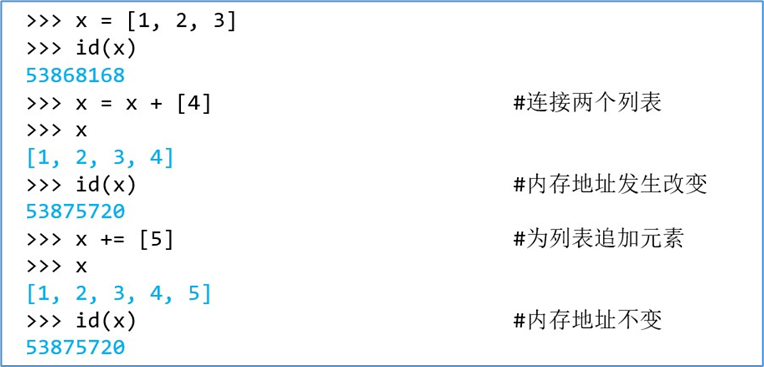 >>> x = [1, 2, 3]
>>> id(x)
53868168
>>> x = x + [4] #连接两个列表
>>> x
[1, 2, 3, 4]
>>> id(x) #内存地址发生改变
53875720
>>> x += [5] #为列表追加元素
>>> x
[1, 2, 3, 4, 5]
>>> id(x) #内存地址不变
53875720